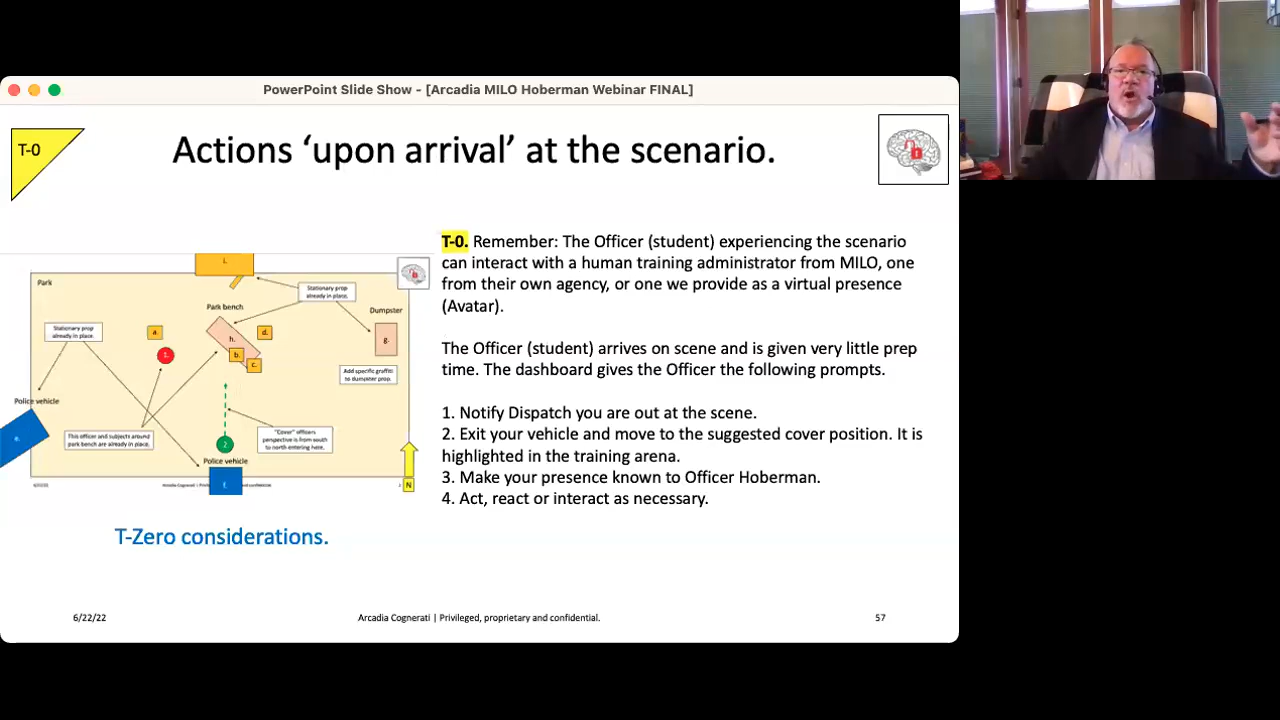 PowerPoint Slide Show - [Arcadia MILO Hoberman Webinar FINAL]
T-0
Actions ‘upon arrival’ at the scenario.
T-0. Remember: The Officer (student) experiencing the scenario
can interact with a human training administrator from MILO, one
from their own agency, or one we provide as a virtual presence
(Avatar).
The Officer (student) arrives on scene and is given very little prep
time. The dashboard gives the Officer the following prompts.
1. Notify Dispatch you are out at the scene.
2. Exit your vehicle and move to the suggested cover position. It is
highlighted in the training arena.
3. Make your presence known to Officer Hoberman.
4. Act, react or interact as necessary.
Park
i.
Stationary prop
already in place.
Park bench
Dumpster
Stationary prop
already in place.
a.
d.
h.
g.
1.
b.
c.
Add specific graffiti
to dumpster prop.
Police vehicle
e.
This officer and subjects around
park bench are already in place.
2.
"Cover" officers
perspective is from south
to north entering here.
Police vehicle
f.
N
6/22/22
T-Zero considerations.
6/22/22
Arcadia Cognerati | Privileged, proprietary and confidential.
57